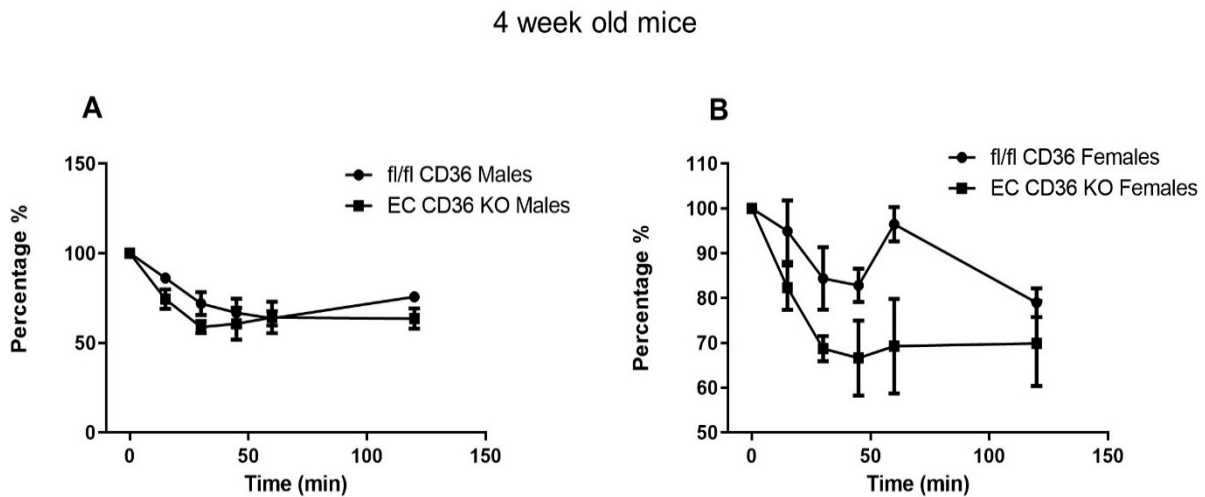 4 week old mice
A
fl/fl CD36 Males
EC CD36 KO Males
150
100
50
0
Percentage %
0 50 100 150
Time (min)
B
fl/fl CD36 Females
EC CD36 KO Females
110
100
90
80
70
60
50
Percentage %
0 50 100 150
Time (min)